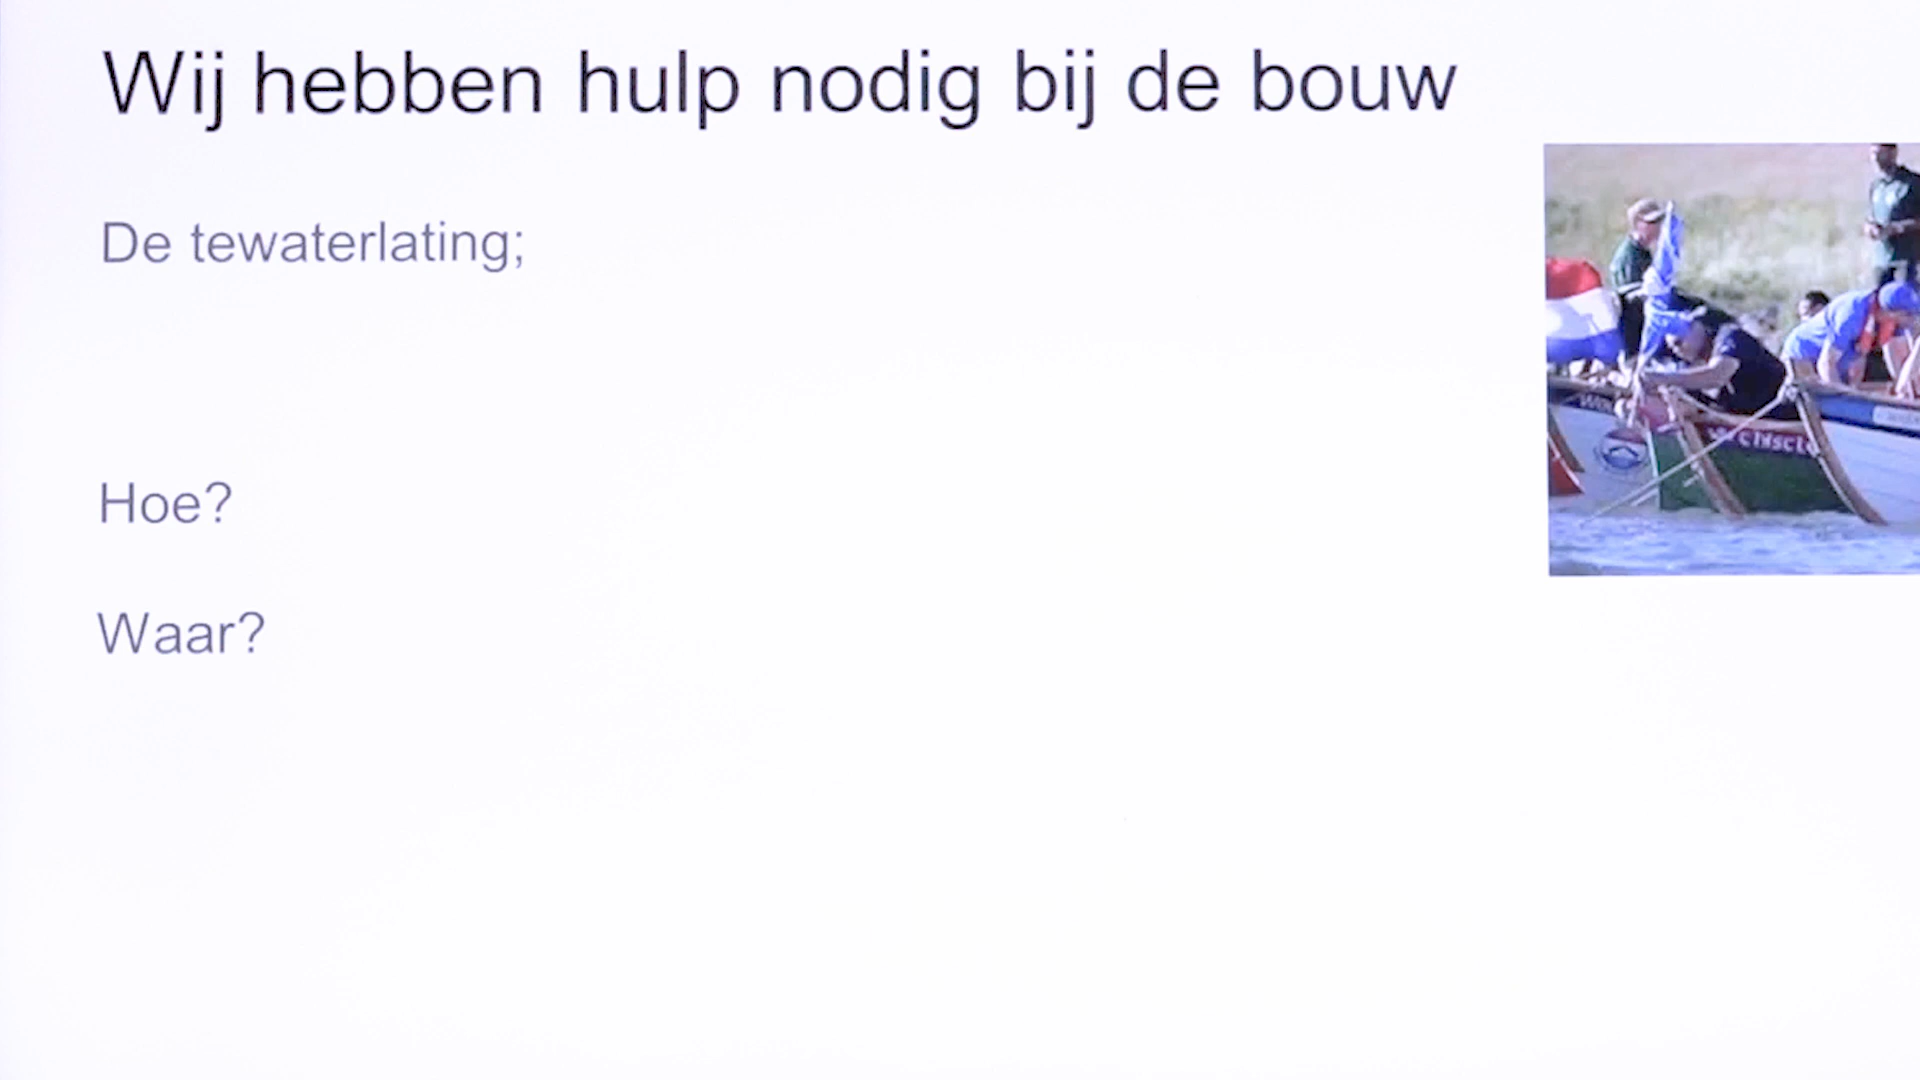 Wij hebben hulp nodig bij de bouw
De tewaterlating;
Hoe?
Waar?